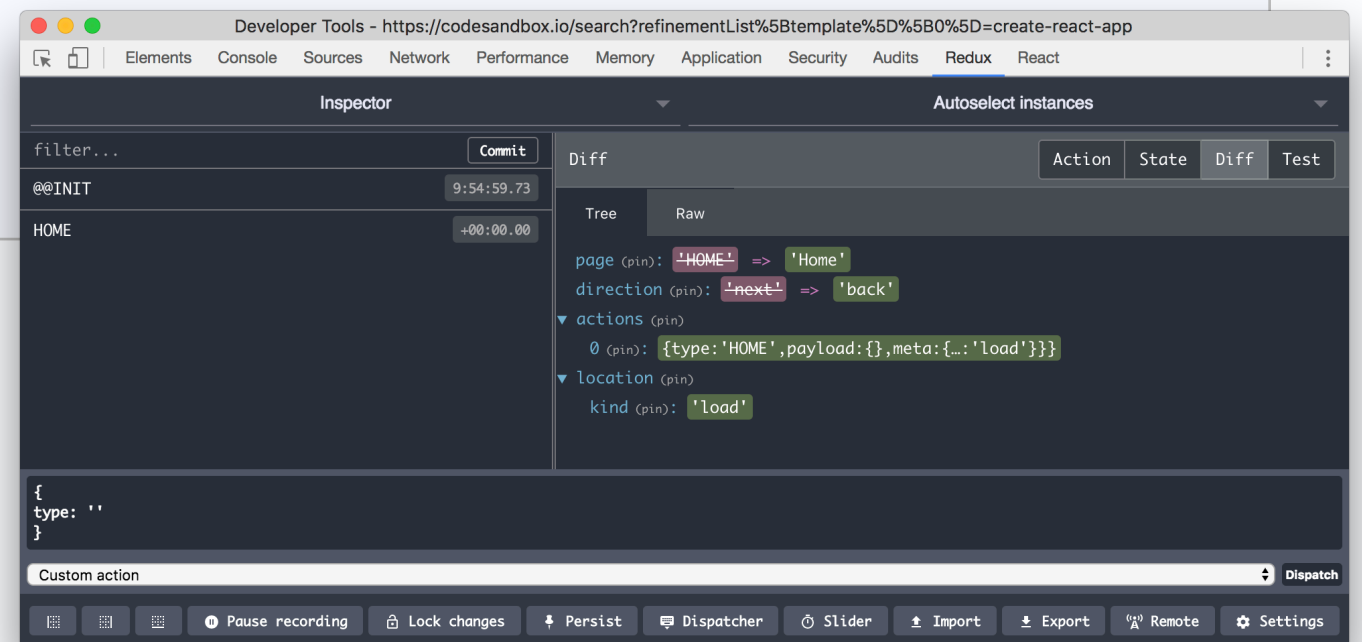 Developer Tools - https://codesandbox.io/search?refinementList%5Btemplate%5D%5B0%5D=create-react-app
Elements Console Sources Network Performance Memory Application Security Audits Redux React
Inspector Autoselect instances
filter... Commit
Diff Action State Diff Test
@@INIT 9:54:59.73
Tree Raw
HOME +00:00.00
page (pin): 'HOME' => 'Home'
direction (pin): 'next' => 'back'
actions (pin)
0 (pin): {type:'HOME',payload:{},meta:{…:'load'}}}
location (pin)
kind (pin): 'load'
{
type: ''
}
Custom action Dispatch
Pause recording Lock changes Persist Dispatcher Slider Import Export Remote Settings